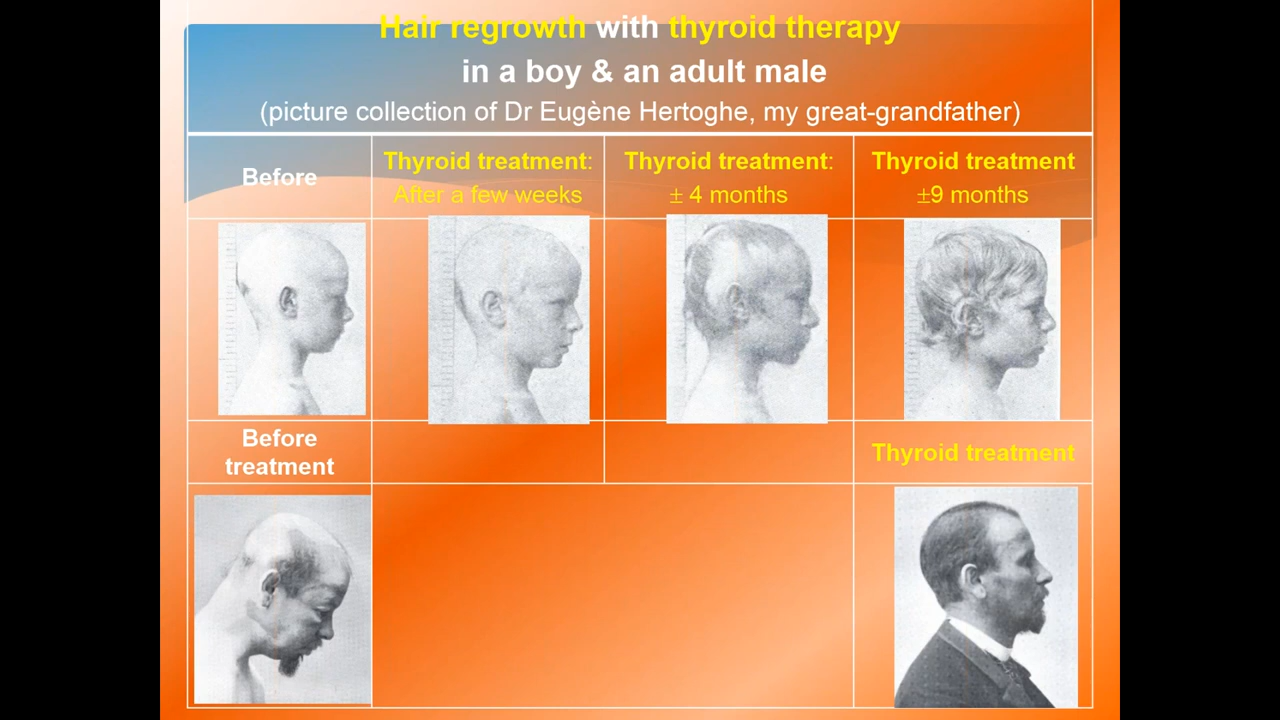 Hair regrowth with thyroid therapy
in a boy & an adult male
(picture collection of Dr Eugène Hertoghe, my great-grandfather)
Before
Thyroid treatment:
After a few weeks
Thyroid treatment:
± 4 months
Thyroid treatment
±9 months
Before
treatment
Thyroid treatment